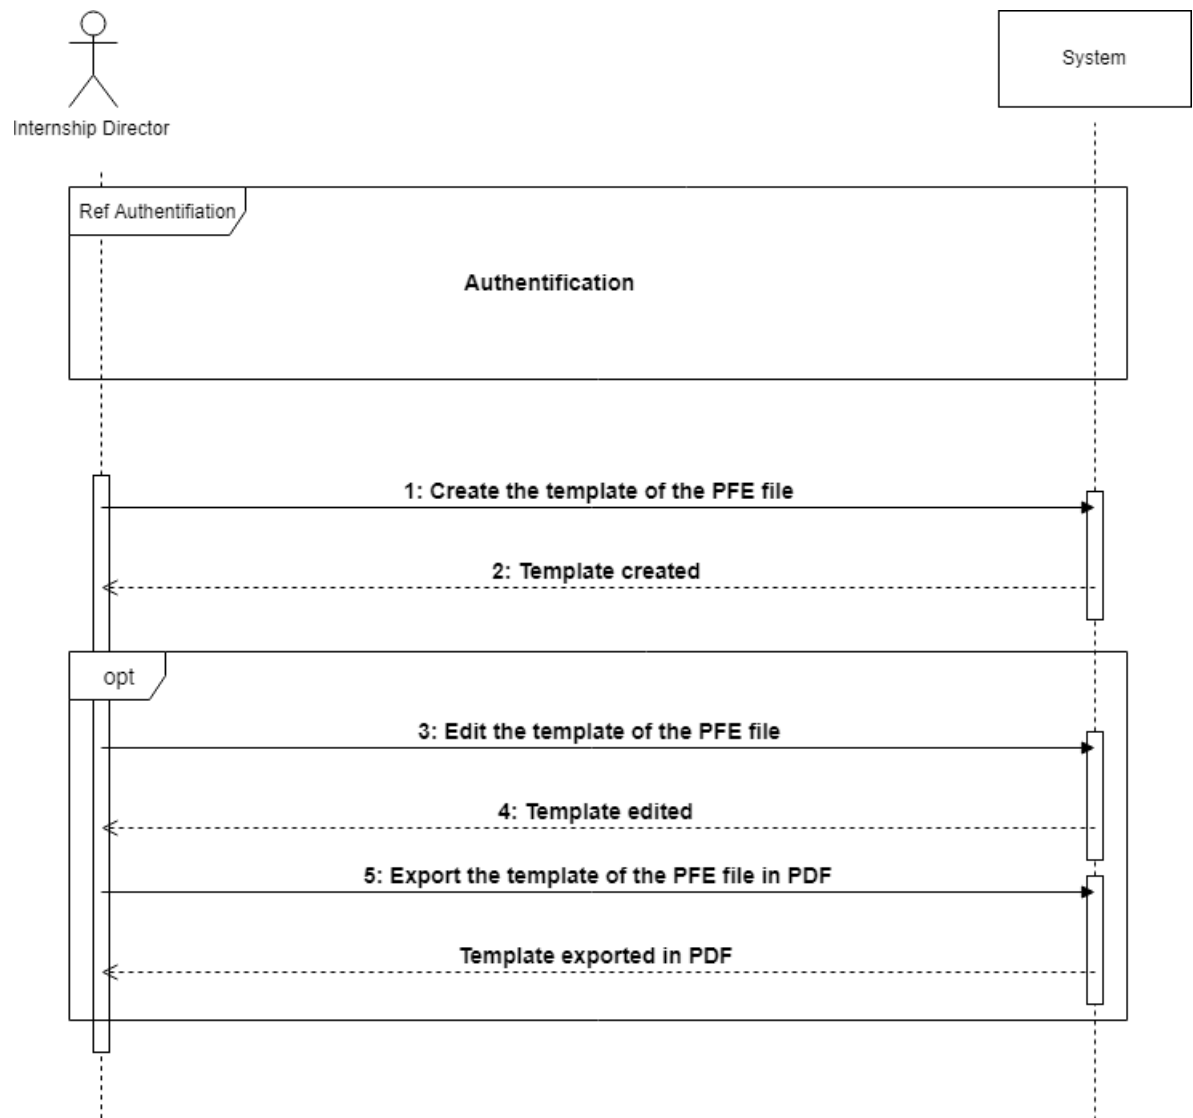 System
Internship Director
Ref Authentifiation
Authentification
1: Create the template of the PFE file
2: Template created
opt
3: Edit the template of the PFE file
4: Template edited
5: Export the template of the PFE file in PDF
Template exported in PDF